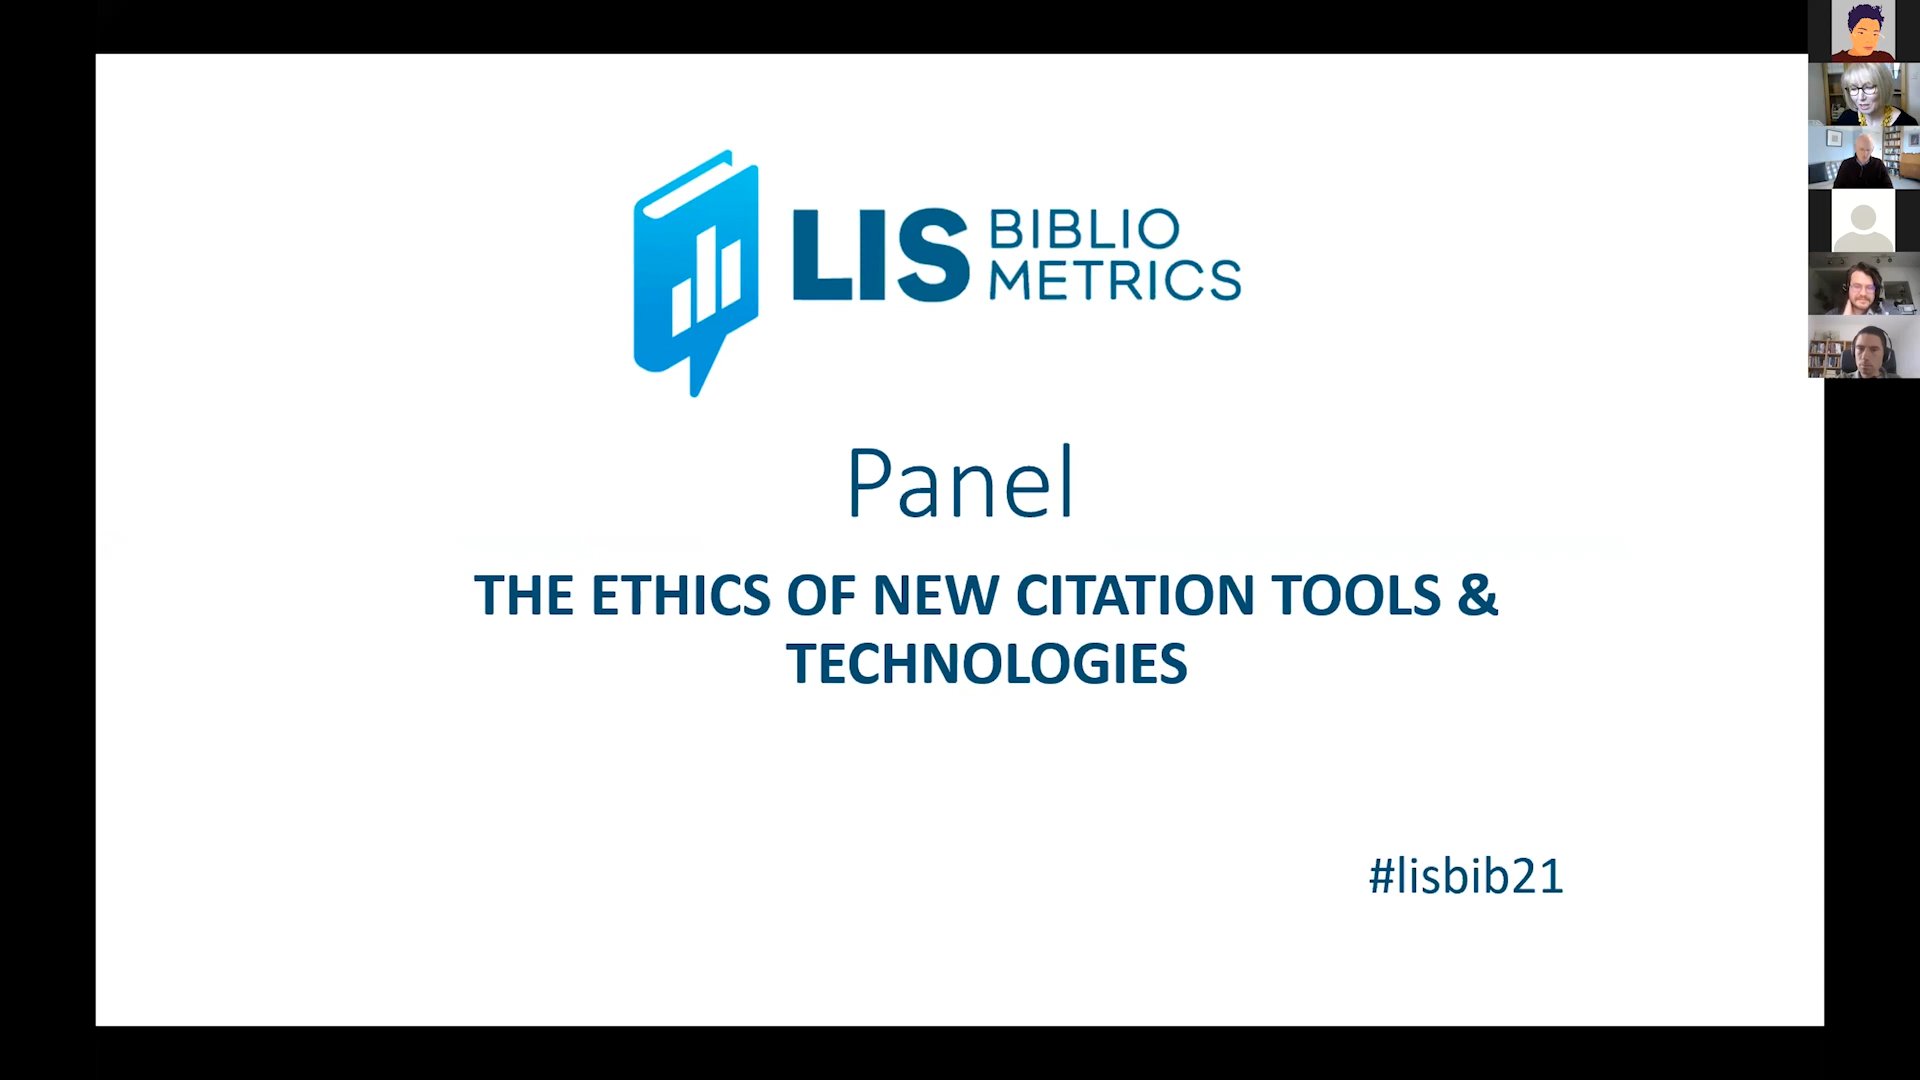 LIS BIBLIO
METRICS
Panel
THE ETHICS OF NEW CITATION TOOLS &
TECHNOLOGIES
#lisbib21